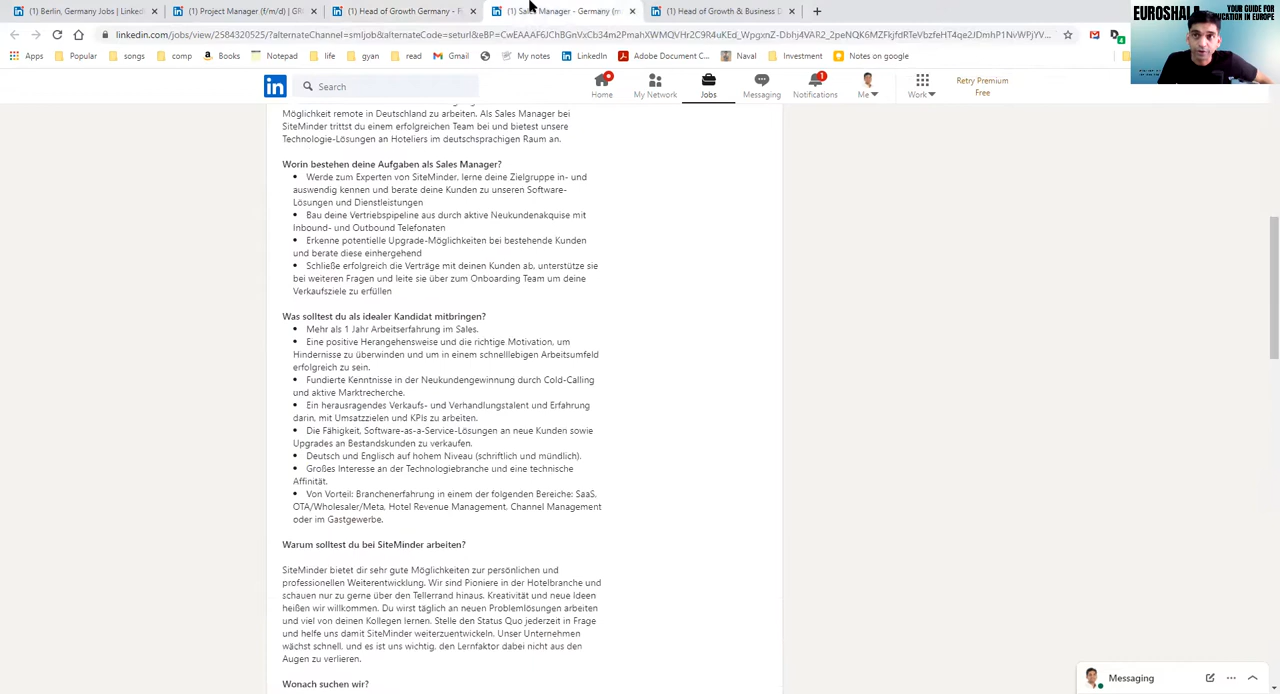 (1) Berlin, Germany Jobs | LinkedI
(1) Project Manager (f/m/d) | GRI
(1) Head of Growth Germany - F
(1) Sales Manager - Germany (m
(1) Head of Growth & Business D
linkedin.com/jobs/view/2584320525/?alternateChannel=smljob&alternateCode=
Apps
Popular
songs
comp
Books
Notepad
life
gyan
read
Gmail
My notes
LinkedIn
Adobe Document C...
Naval
Investment
Notes on google
EUROSHALA
YOUR GUIDE FOR
EDUCATION IN EUROPE
Search
Home
My Network
Jobs
Messaging
1
Notifications
Me
Work
Retry Premium
Free
Möglichkeit remote in Deutschland zu arbeiten. Als Sales Manager bei
SiteMinder trittst du einem erfolgreichen Team bei und bietest unsere
Technologie-Lösungen an Hoteliers im deutschsprachigen Raum an.
Worin bestehen deine Aufgaben als Sales Manager?
• Werde zum Experten von SiteMinder, lerne deine Zielgruppe in- und
auswendig kennen und berate deine Kunden zu unseren Software-
Lösungen und Dienstleistungen
• Bau deine Vertriebspipeline aus durch aktive Neukundenakquise mit
Inbound- und Outbound Telefonaten
• Erkenne potentielle Upgrade-Möglichkeiten bei bestehende Kunden
und berate diese einhergehend
• Schließe erfolgreich die Verträge mit deinen Kunden ab, unterstütze sie
bei weiteren Fragen und leite sie über zum Onboarding Team um deine
Verkaufsziele zu erfüllen
Was solltest du als idealer Kandidat mitbringen?
• Mehr als 1 Jahr Arbeitserfahrung im Sales.
• Eine positive Herangehensweise und die richtige Motivation, um
Hindernisse zu überwinden und um in einem schnelllebigen Arbeitsumfeld
erfolgreich zu sein.
• Fundierte Kenntnisse in der Neukundengewinnung durch Cold-Calling
und aktive Marktrecherche.
• Ein herausragendes Verkaufs- und Verhandlungstalent und Erfahrung
darin, mit Umsatzzielen und KPIs zu arbeiten.
• Die Fähigkeit, Software-as-a-Service-Lösungen an neue Kunden sowie
Upgrades an Bestandskunden zu verkaufen.
• Deutsch und Englisch auf hohem Niveau (schriftlich und mündlich).
• Großes Interesse an der Technologiebranche und eine technische
Affinität.
• Von Vorteil: Branchenerfahrung in einem der folgenden Bereiche: SaaS,
OTA/Wholesaler/Meta, Hotel Revenue Management, Channel Management
oder im Gastgewerbe.
Warum solltest du bei SiteMinder arbeiten?
SiteMinder bietet dir sehr gute Möglichkeiten zur persönlichen und
professionellen Weiterentwicklung. Wir sind Pioniere in der Hotelbranche und
schauen nur zu gerne über den Tellerrand hinaus. Kreativität und neue Ideen
heißen wir willkommen. Du wirst täglich an neuen Problemlösungen arbeiten
und viel von deinen Kollegen lernen. Stelle den Status Quo jederzeit in Frage
und helfe uns damit SiteMinder weiterzuentwickeln. Unser Unternehmen
wächst schnell, und es ist uns wichtig, den Lernfaktor dabei nicht aus den
Augen zu verlieren.
Wonach suchen wir?
Messaging